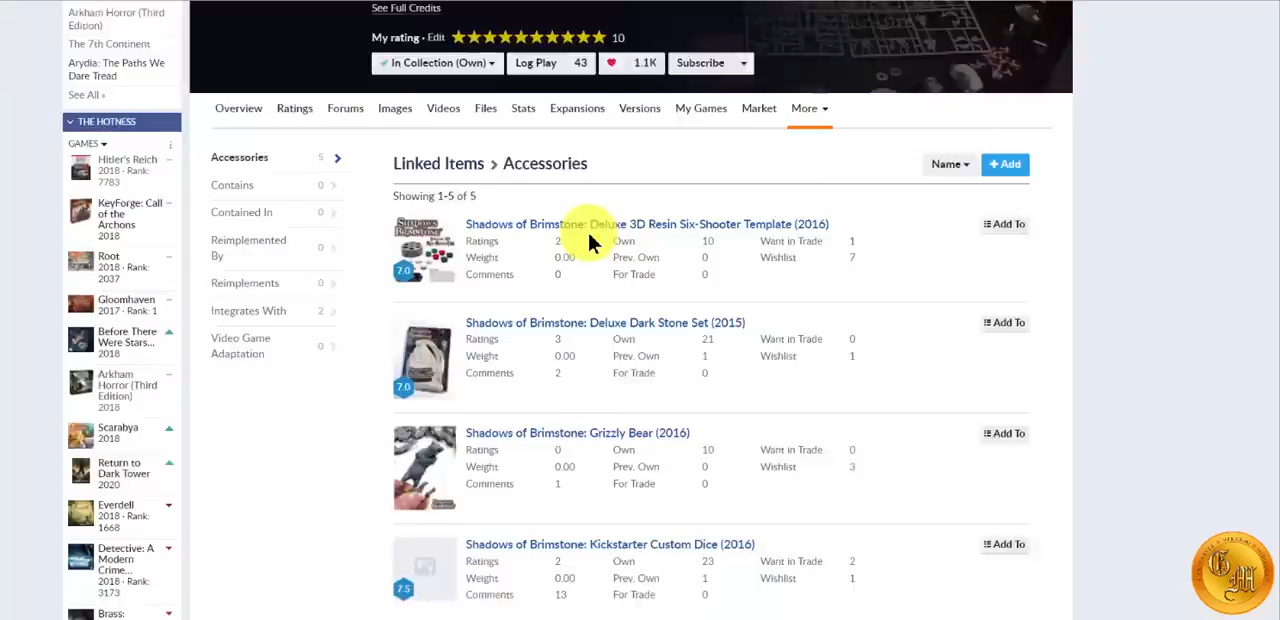 Arkham Horror (Third
Edition)
The 7th Continent
Arydia: The Paths We
Dare Tread
See All »
THE HOTNESS
GAMES
Hitler's Reich
2018 · Rank:
7783
KeyForge: Call
of the
Archons
2018
Root
2018 · Rank:
2037
Gloomhaven
2017 · Rank: 1
Before There
Were Stars...
2018
Arkham
Horror (Third
Edition)
2018
Scarabya
2018
Return to
Dark Tower
2020
Everdell
2018 · Rank:
1668
Detective: A
Modern
Crime...
2018 · Rank:
3173
Brass:
See Full Credits
My rating · Edit 10
In Collection (Own) Log Play 43 1.1K Subscribe
Overview Ratings Forums Images Videos Files Stats Expansions Versions My Games Market More
Accessories 5
Contains 0
Contained In 0
Reimplemented
By 0
Reimplements 0
Integrates With 2
Video Game
Adaptation 0
Linked Items > Accessories
Name + Add
Showing 1-5 of 5
Shadows of Brimstone: Deluxe 3D Resin Six-Shooter Template (2016) Add To
Ratings 2 Own 10 Want in Trade 1
Weight 0.00 Prev. Own 0 Wishlist 7
Comments 0 For Trade 0
7.0
Shadows of Brimstone: Deluxe Dark Stone Set (2015) Add To
Ratings 3 Own 21 Want in Trade 0
Weight 0.00 Prev. Own 1 Wishlist 1
Comments 2 For Trade 0
7.0
Shadows of Brimstone: Grizzly Bear (2016) Add To
Ratings 0 Own 10 Want in Trade 0
Weight 0.00 Prev. Own 0 Wishlist 3
Comments 1 For Trade 0
Shadows of Brimstone: Kickstarter Custom Dice (2016) Add To
Ratings 2 Own 23 Want in Trade 2
Weight 0.00 Prev. Own 1 Wishlist 1
Comments 13 For Trade 0
7.5